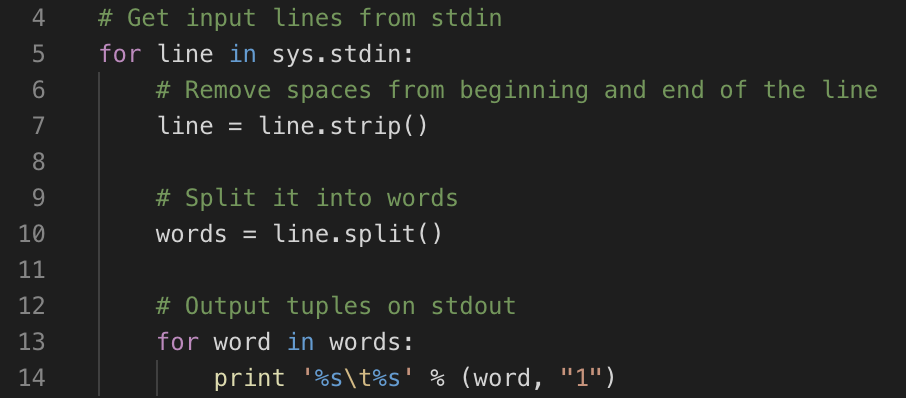 4 # Get input lines from stdin
5 for line in sys.stdin:
6 # Remove spaces from beginning and end of the line
7 line = line.strip()
8
9 # Split it into words
10 words = line.split()
11
12 # Output tuples on stdout
13 for word in words:
14 print '%s\t%s' % (word, "1")